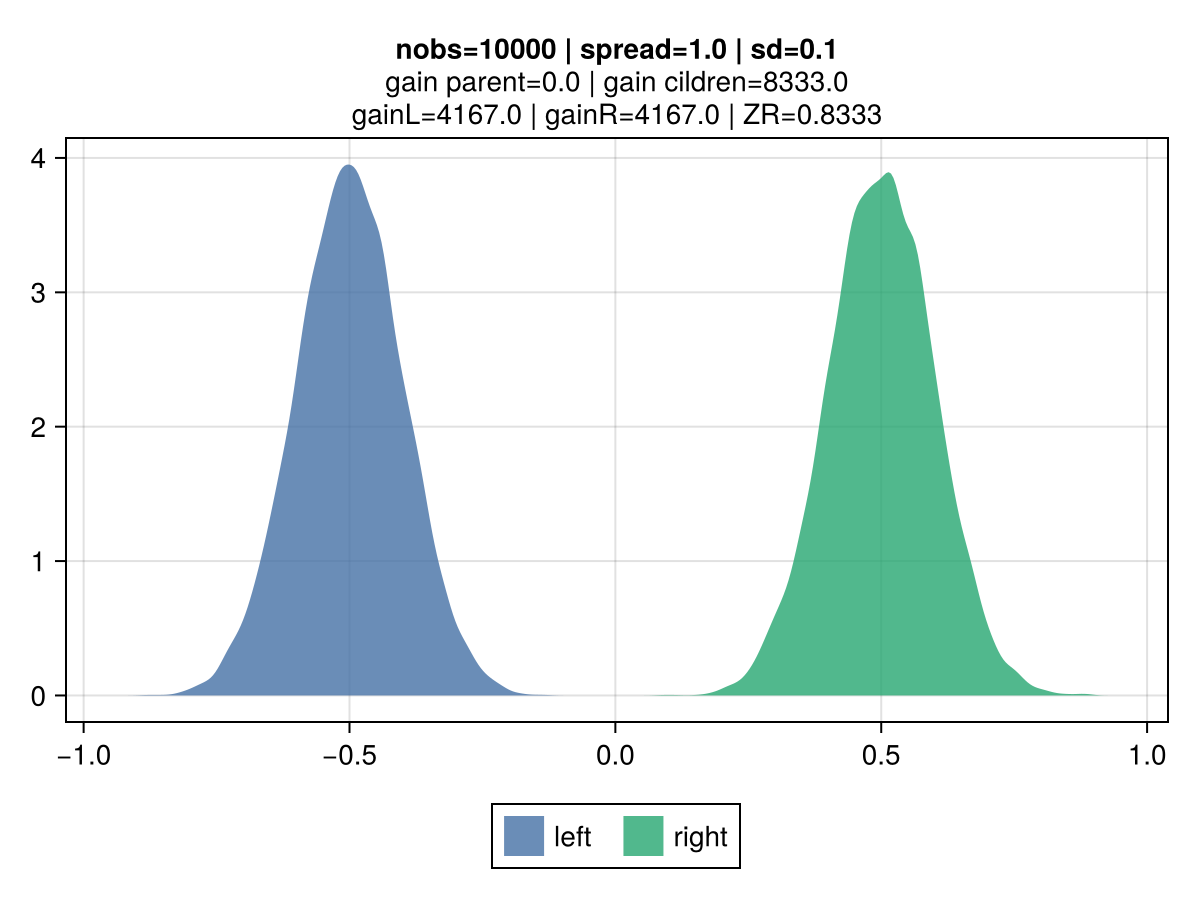 nobs=10000 | spread=1.0 | sd=0.1
gain parent=0.0 | gain cildren=8333.0
gainL=4167.0 | gainR=4167.0 | ZR=0.8333
4
3
2
1
0
−1.0 −0.5 0.0 0.5 1.0
left right